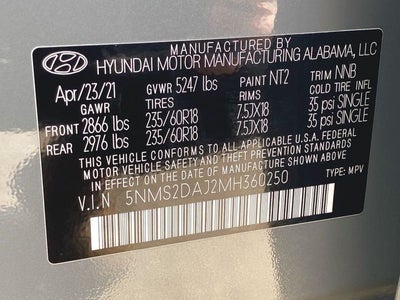 MANUFACTURED BY
HYUNDAI MOTOR MANUFACTURING ALABAMA, LLC
Apr/23/21 GVWR 5247 lbs PAINT NT2 TRIM NNB
GAWR TIRES RIMS COLD TIRE INFL
FRONT 2866 lbs 235/60R18 7.5JX18 35 psi SINGLE
REAR 2976 lbs 235/60R18 7.5JX18 35 psi SINGLE
THIS VEHICLE CONFORMS TO ALL APPLICABLE U.S.A. FEDERAL
MOTOR VEHICLE SAFETY AND THEFT PREVENTION STANDARDS
IN EFFECT ON THE DATE OF MANUFACTURE SHOWN ABOVE.
V.I.N 5NMS2DAJ2MH360250 TYPE: MPV